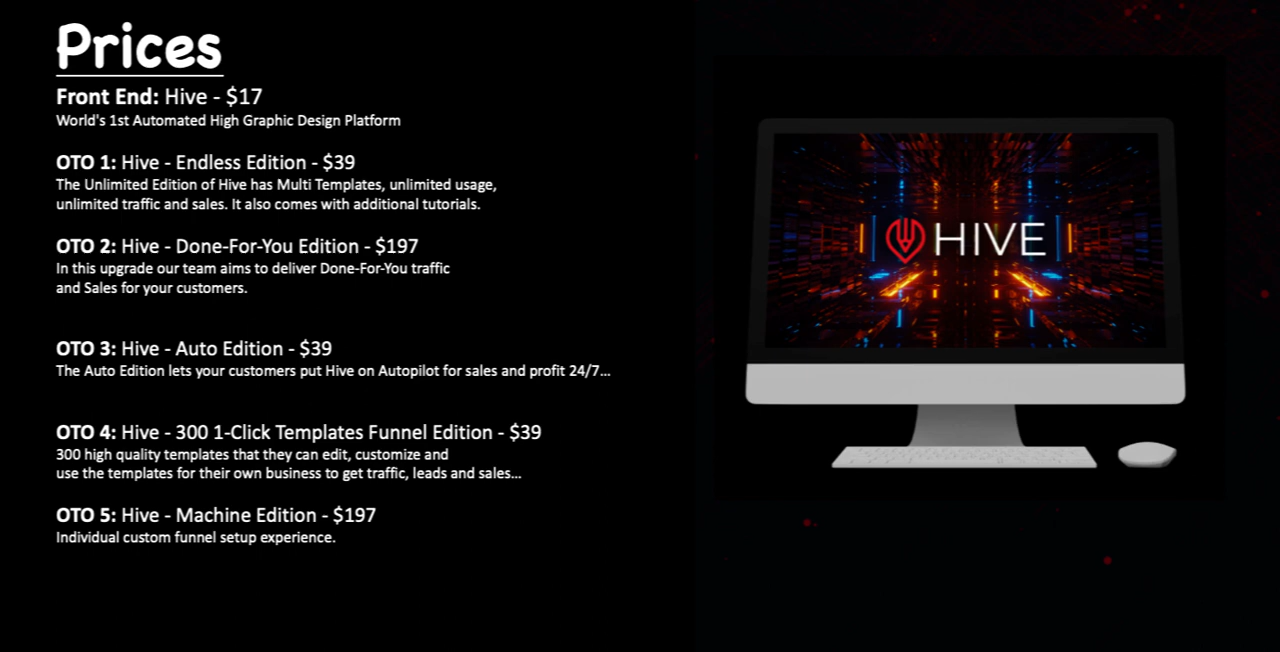 Prices
Front End: Hive - $17
World's 1st Automated High Graphic Design Platform
OTO 1: Hive - Endless Edition - $39
The Unlimited Edition of Hive has Multi Templates, unlimited usage,
unlimited traffic and sales. It also comes with additional tutorials.
OTO 2: Hive - Done-For-You Edition - $197
In this upgrade our team aims to deliver Done-For-You traffic
and Sales for your customers.
OTO 3: Hive - Auto Edition - $39
The Auto Edition lets your customers put Hive on Autopilot for sales and profit 24/7...
OTO 4: Hive - 300 1-Click Templates Funnel Edition - $39
300 high quality templates that they can edit, customize and
use the templates for their own business to get traffic, leads and sales...
OTO 5: Hive - Machine Edition - $197
Individual custom funnel setup experience.
HIVE